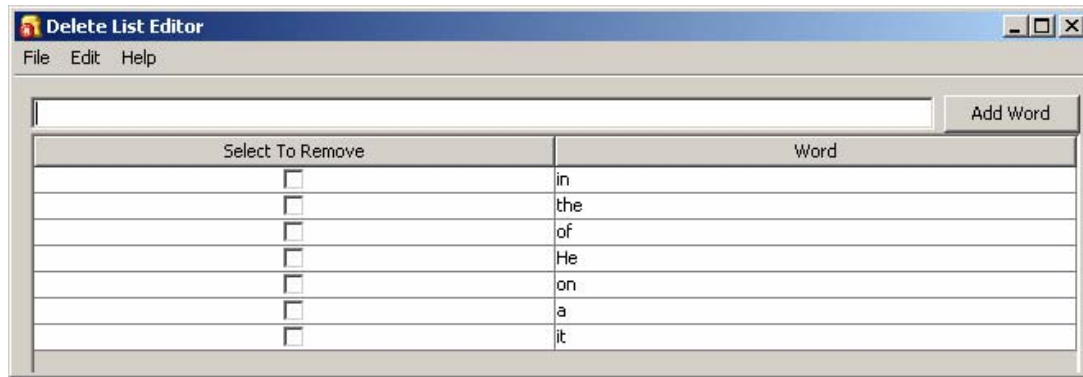 Delete List Editor
File Edit Help
Add Word
Select To Remove Word
in
the
of
He
on
a
it